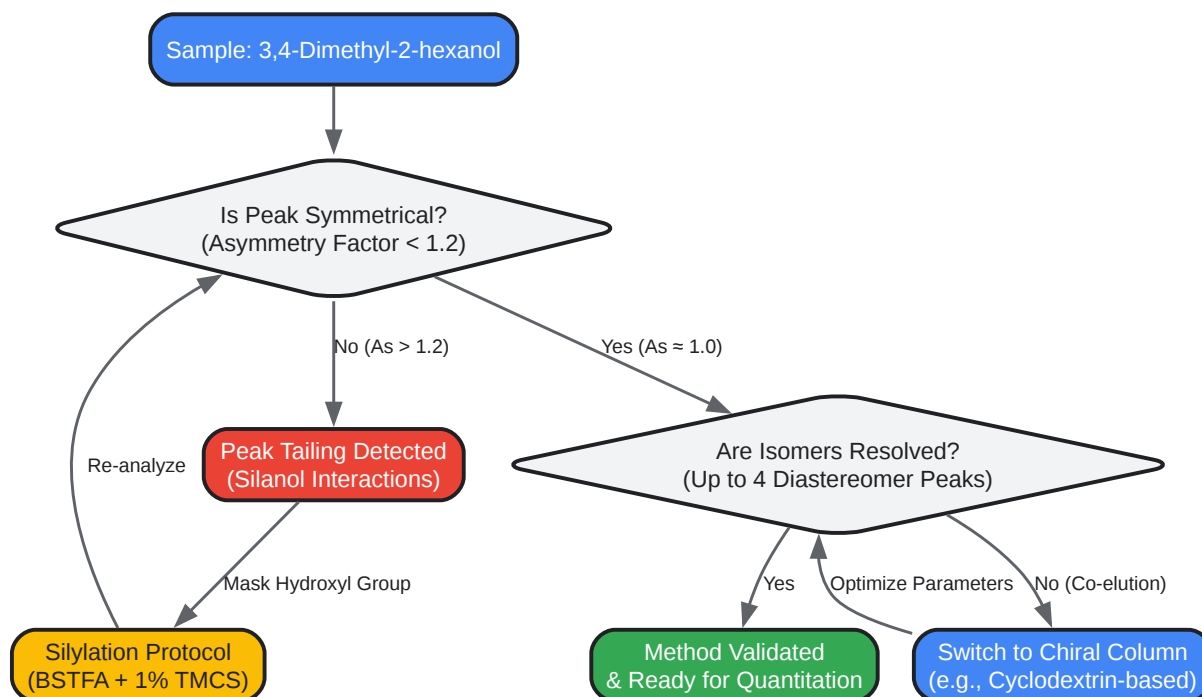 Sample: 3,4-Dimethyl-2-hexanol
Is Peak Symmetrical?
(Asymmetry Factor < 1.2)
No (As > 1.2)
Yes (As ≈ 1.0)
Peak Tailing Detected
(Silanol Interactions)
Re-analyze
Are Isomers Resolved?
(Up to 4 Diastereomer Peaks)
Mask Hydroxyl Group
Yes
Optimize Parameters
No (Co-elution)
Silylation Protocol
(BSTFA + 1% TMCS)
Method Validated
& Ready for Quantitation
Switch to Chiral Column
(e.g., Cyclodextrin-based)